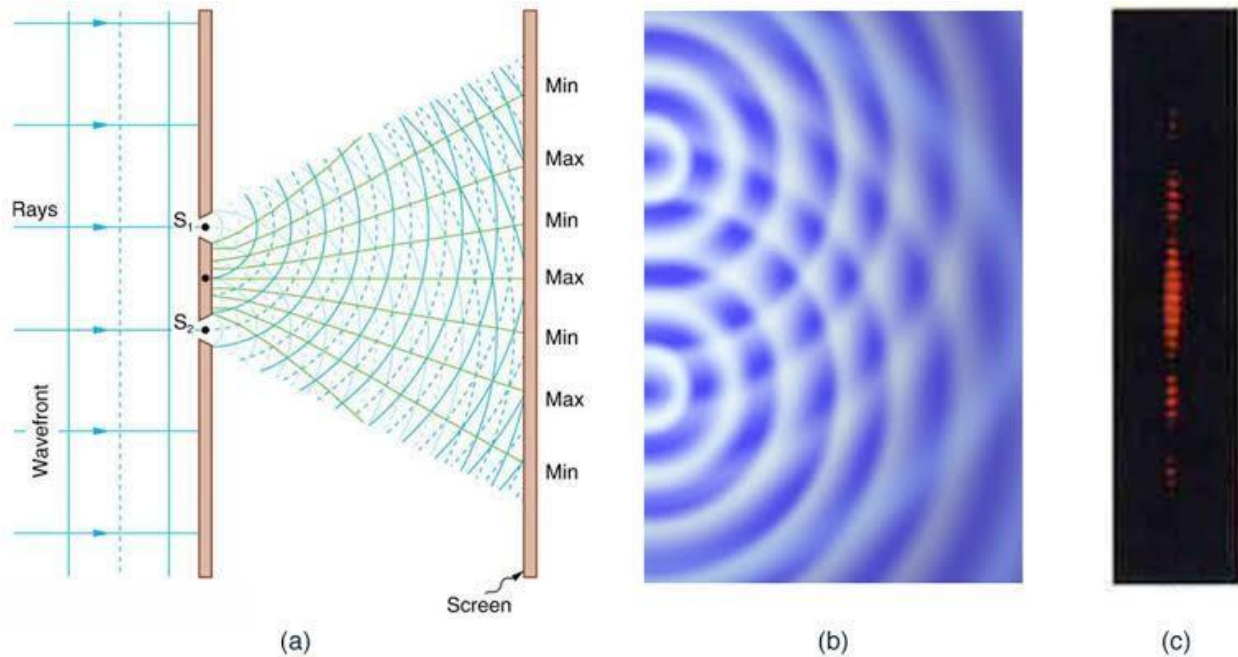 Rays
Wavefront
S1
S2
Min
Max
Min
Max
Min
Max
Min
Screen
(a)
(b)
(c)